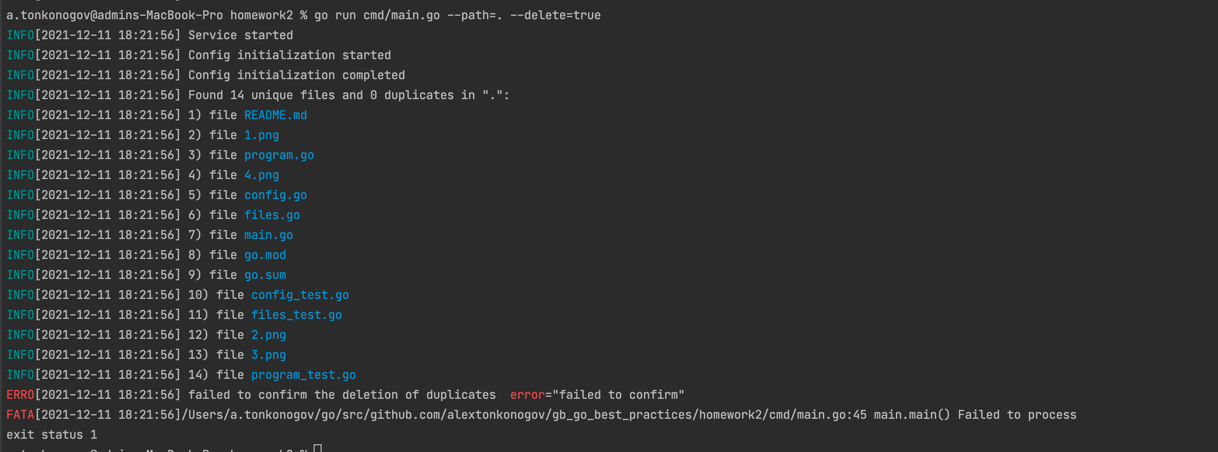 a.tonkonogov@admins-MacBook-Pro homework2 % go run cmd/main.go --path=. --delete=true
INFO[2021-12-11 18:21:56] Service started
INFO[2021-12-11 18:21:56] Config initialization started
INFO[2021-12-11 18:21:56] Config initialization completed
INFO[2021-12-11 18:21:56] Found 14 unique files and 0 duplicates in ".":
INFO[2021-12-11 18:21:56] 1) file README.md
INFO[2021-12-11 18:21:56] 2) file 1.png
INFO[2021-12-11 18:21:56] 3) file program.go
INFO[2021-12-11 18:21:56] 4) file 4.png
INFO[2021-12-11 18:21:56] 5) file config.go
INFO[2021-12-11 18:21:56] 6) file files.go
INFO[2021-12-11 18:21:56] 7) file main.go
INFO[2021-12-11 18:21:56] 8) file go.mod
INFO[2021-12-11 18:21:56] 9) file go.sum
INFO[2021-12-11 18:21:56] 10) file config_test.go
INFO[2021-12-11 18:21:56] 11) file files_test.go
INFO[2021-12-11 18:21:56] 12) file 2.png
INFO[2021-12-11 18:21:56] 13) file 3.png
INFO[2021-12-11 18:21:56] 14) file program_test.go
ERRO[2021-12-11 18:21:56] failed to confirm the deletion of duplicates  error="failed to confirm"
FATA[2021-12-11 18:21:56]/Users/a.tonkonogov/go/src/github.com/alextonkonogov/gb_go_best_practices/homework2/cmd/main.go:45 main.main() Failed to process
exit status 1